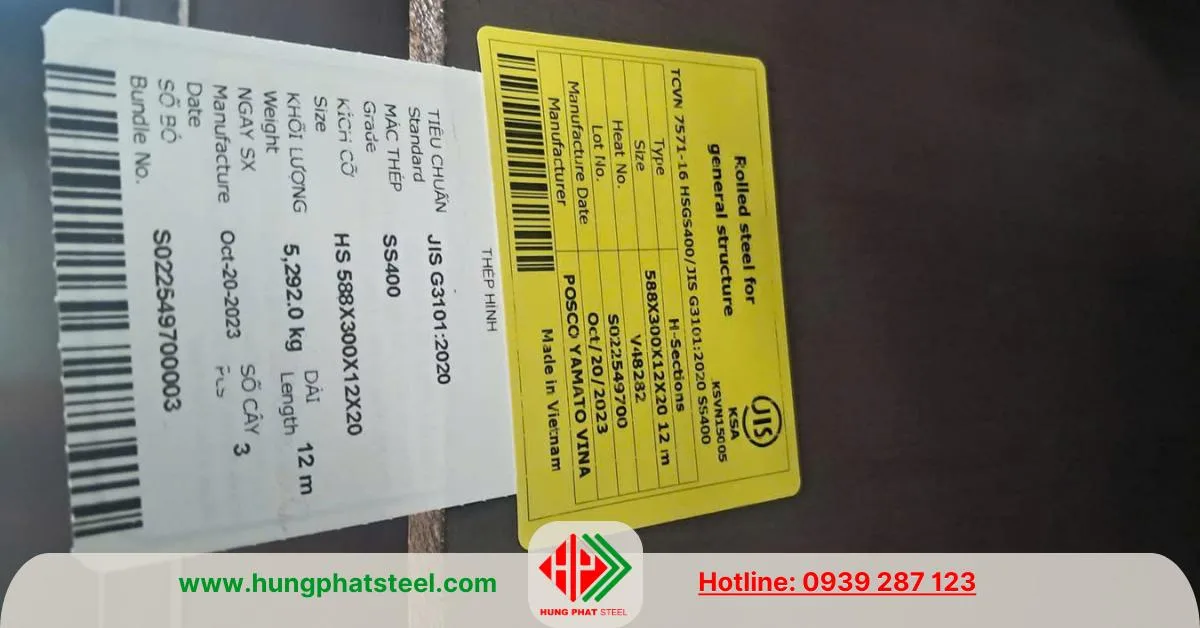 Rolled steel for
general structure
JIS
KSA
KSVN15005
TCVN 7571-16 HSGS400/JIS G3101:2020 SS400
Type H-Sections
Size 588X300X12X20 12 m
Heat No. V48282
Lot No. S022549700
Manufacture Date Oct/20/2023
Manufacturer POSCO YAMATO VINA
Made in Vietnam
THÉP HÌNH
TIÊU CHUẨN JIS G3101:2020
Standard
MÁC THÉP SS400
Grade
KÍCH CỠ HS 588X300X12X20
Size
KHỐI LƯỢNG 5,292.0 kg DÀI 12 m
Weight Length
NGAY SX Oct-20-2023 SỐ CÂY 3
Manufacture
Date
SỐ BÓ S022549700003
Bundle No.
www.hungphatsteel.com
HP
HUNG PHAT STEEL
Hotline: 0939 287 123